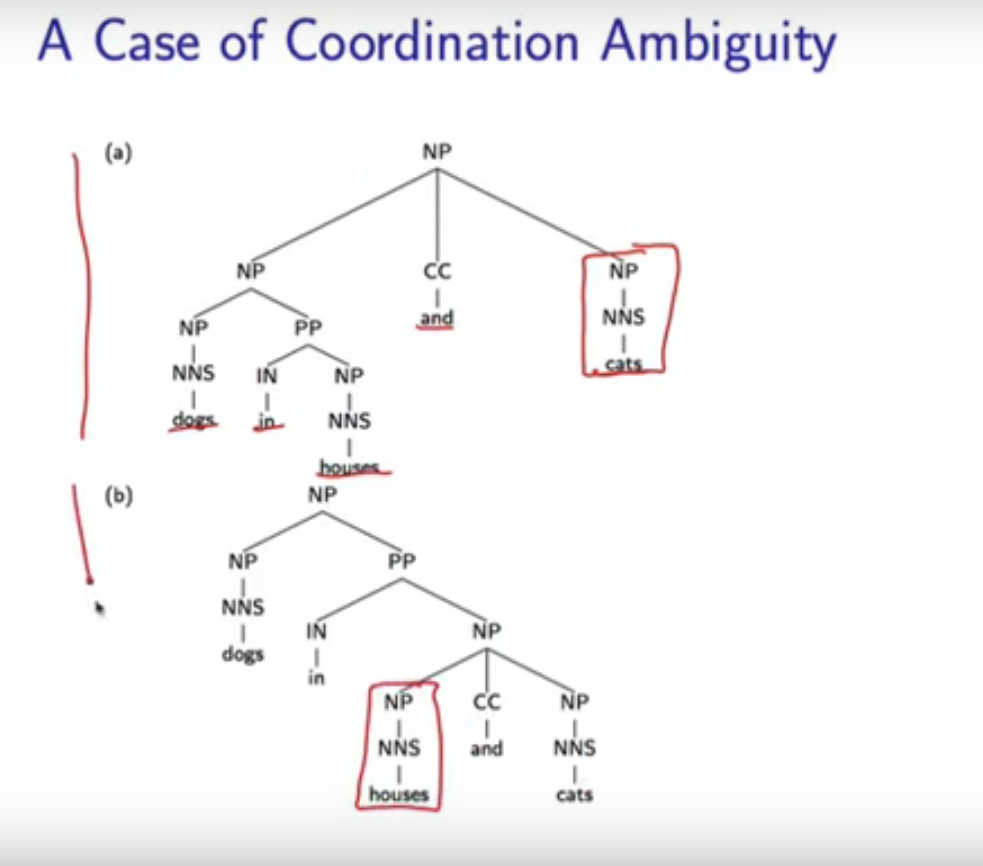 A Case of Coordination Ambiguity
(a)
NP
NP CC NP
and NNS
NP PP
cats
NNS IN NP
dogs in NNS
houses
(b)
NP
NP PP
NNS
IN NP
dogs
in
NP CC NP
NNS and NNS
houses cats